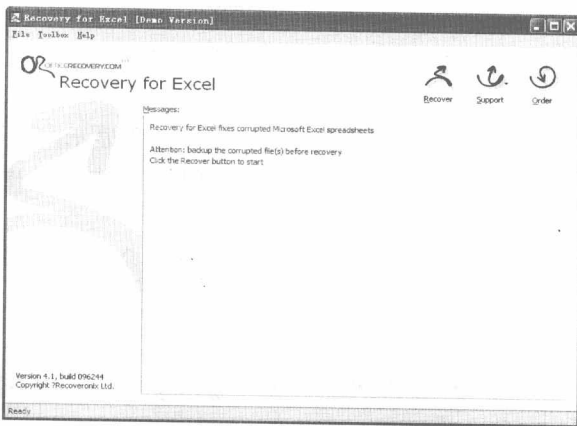 Recovery for Excel [Demo Version]
File Toolbox Help
RECOVERY.COM
Recovery for Excel
Recover Support Order
Messages:
Recovery for Excel fixes corrupted Microsoft Excel spreadsheets
Attention: backup the corrupted file(s) before recovery
Click the Recover button to start
Version 4.1, build 096244
Copyright ?Recoveronix Ltd.
Ready